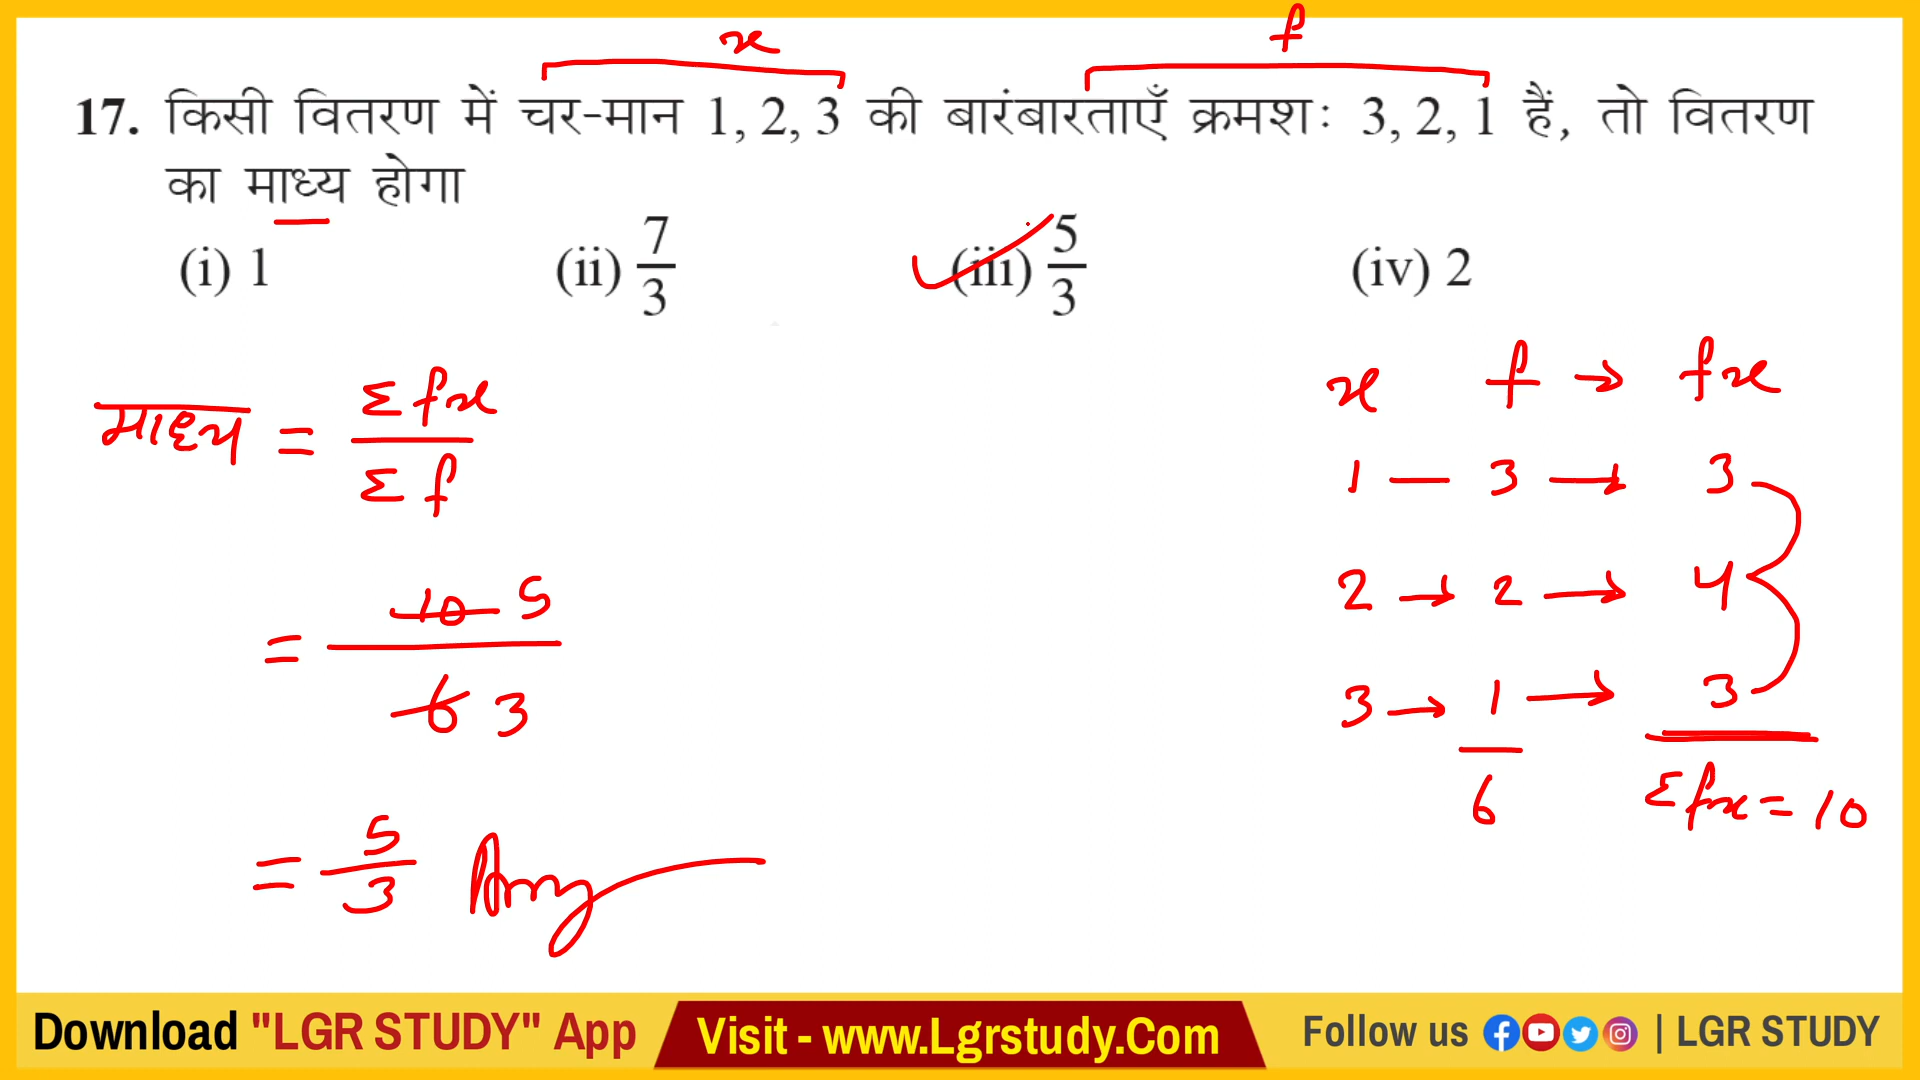 x f
17. किसी वितरण में चर-मान 1, 2, 3 की बारंबारताएँ क्रमशः 3, 2, 1 हैं, तो वितरण
का माध्य होगा
(i) 1 (ii) 7/3 (iii) 5/3 (iv) 2
माध्य = Σfx / Σf
= 10 5 / 6 3
= 5/3 Ans
x f → fx
1 — 3 → 3
2 → 2 → 4
3 → 1 → 3
6 Σfx = 10
Download "LGR STUDY" App
Visit - www.Lgrstudy.Com
Follow us | LGR STUDY